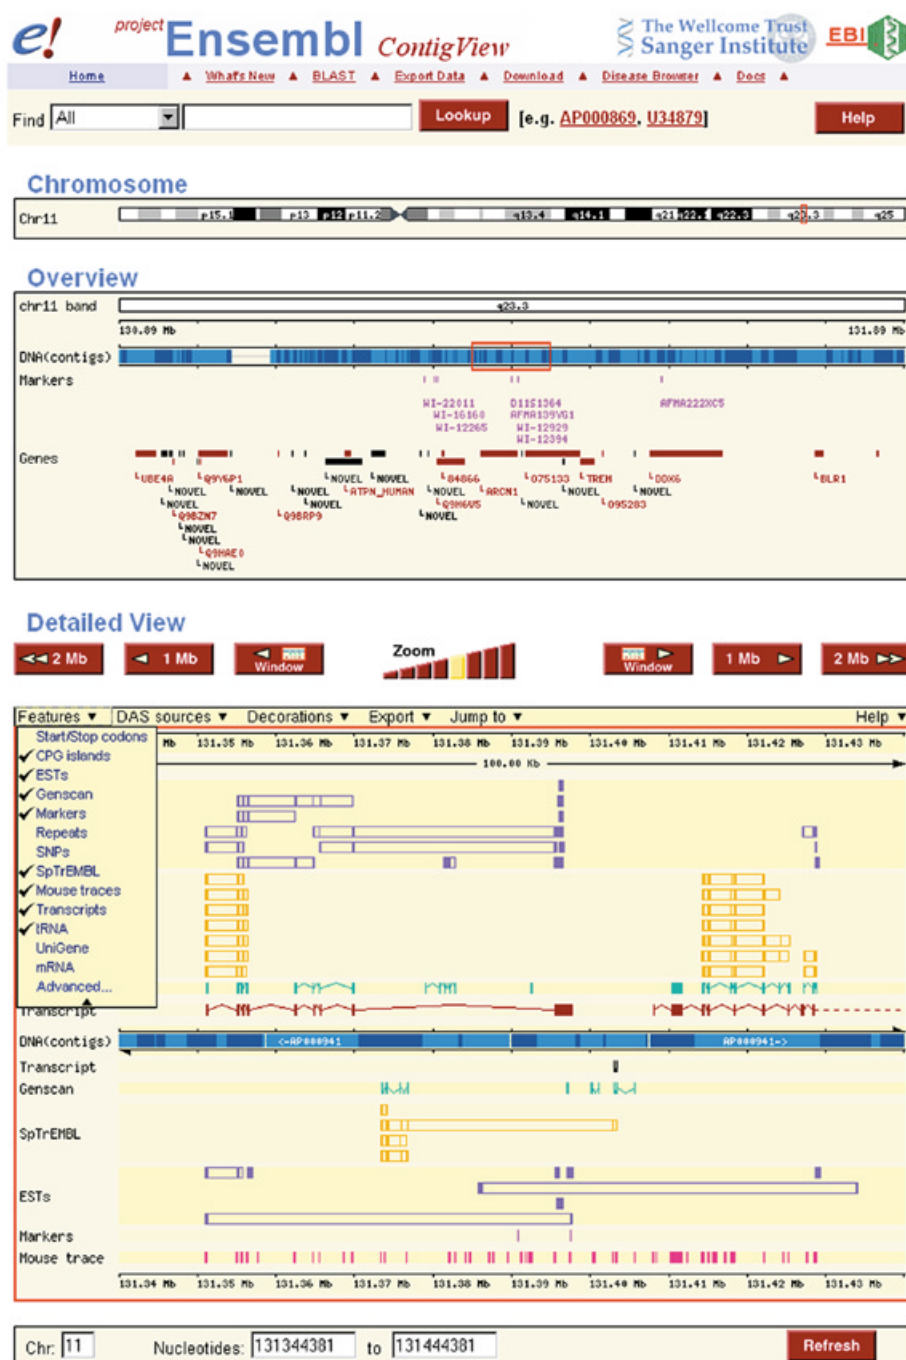 e! project Ensembl ContigView The Wellcome Trust Sanger Institute EBI
Home What's New BLAST Export Data Download Disease Browser Docs
Find All Lookup [e.g. AP000869, U34879] Help
Chromosome
Chr11 p15.1 p13 p12 p11.2 q13.4 q14.1 q21 q22.1 q22.3 q23.3 q25
Overview
chr11 band q23.3
130.89 Mb 131.89 Mb
DNA(contigs)
Markers
WI-22011 D11S1364 AFMA222XC5
WI-16160 AFMA139VG1
WI-12265 WI-12929
WI-12394
Genes
UBE4A Q9Y6P1 NOVEL NOVEL 84866 O75133 TREH DDX6 BLR1
NOVEL NOVEL NOVEL ATPN_HUMAN NOVEL ARCN1 NOVEL NOVEL
NOVEL NOVEL Q9H6V5 NOVEL O95283
Q9BZN7 Q9BRP9 NOVEL
NOVEL
NOVEL
Q9HAE0
NOVEL
Detailed View
2 Mb 1 Mb Window Zoom Window 1 Mb 2 Mb
Features DAS sources Decorations Export Jump to Help
Start/Stop codons
Mb 131.35 Mb 131.36 Mb 131.37 Mb 131.38 Mb 131.39 Mb 131.40 Mb 131.41 Mb 131.42 Mb 131.43 Mb
CPG islands
100.00 Kb
ESTs
Genscan
Markers
Repeats
SNPs
SpTrEMBL
Mouse traces
Transcripts
tRNA
UniGene
mRNA
Advanced...
Transcript
DNA(contigs) <-AP000941 AP000941->
Transcript
Genscan
SpTrEMBL
ESTs
Markers
Mouse trace
131.34 Mb 131.35 Mb 131.36 Mb 131.37 Mb 131.38 Mb 131.39 Mb 131.40 Mb 131.41 Mb 131.42 Mb 131.43 Mb
Chr: 11 Nucleotides: 131344381 to 131444381 Refresh